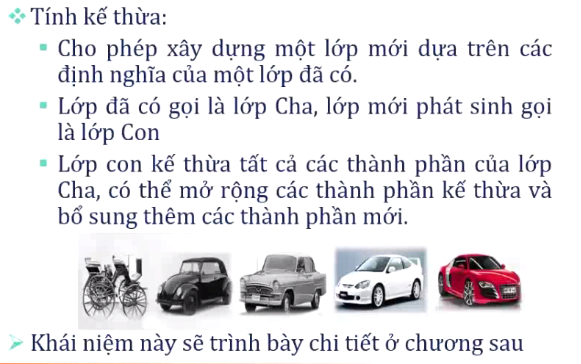 Tính kế thừa:
Cho phép xây dựng một lớp mới dựa trên các
định nghĩa của một lớp đã có.
Lớp đã có gọi là lớp Cha, lớp mới phát sinh gọi
là lớp Con
Lớp con kế thừa tất cả các thành phần của lớp
Cha, có thể mở rộng các thành phần kế thừa và
bổ sung thêm các thành phần mới.
Khái niệm này sẽ trình bày chi tiết ở chương sau